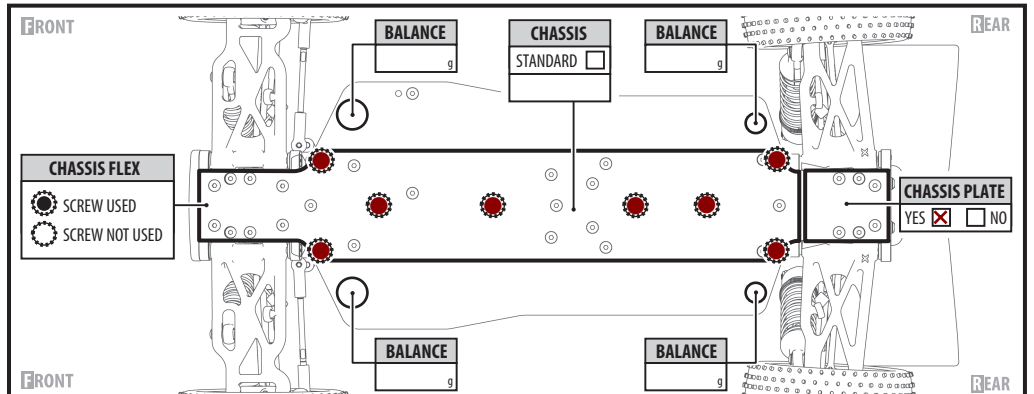 FRONT
BALANCE
g
CHASSIS
STANDARD
BALANCE
g
REAR
CHASSIS FLEX
SCREW USED
SCREW NOT USED
CHASSIS PLATE
YES NO
FRONT
BALANCE
g
BALANCE
g
REAR